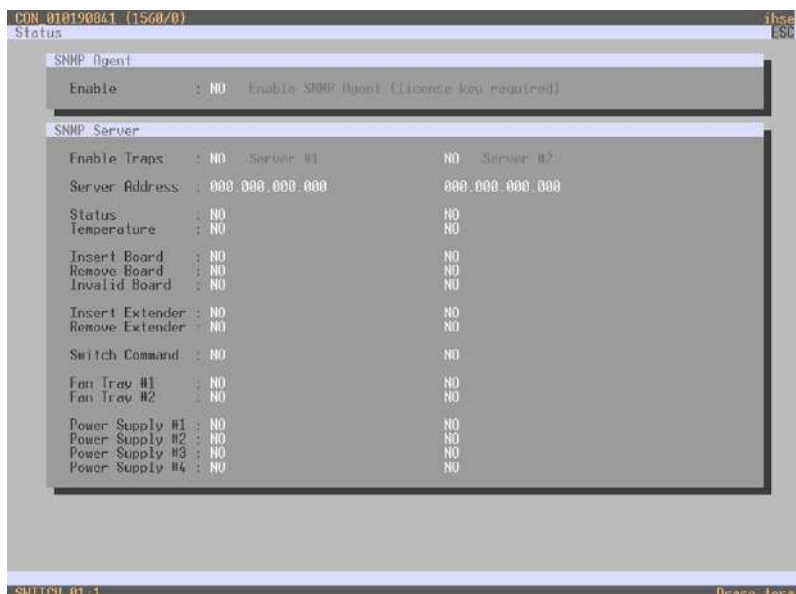 CON_010190841 (1560/0) ihse
Status ESC
SNMP Agent
Enable : NO Enable SNMP Agent (license key required)
SNMP Server
Enable Traps : NO Server #1 NO Server #2
Server Address : 000.000.000.000 000.000.000.000
Status : NO NO
Temperature : NO NO
Insert Board : NO NO
Remove Board : NO NO
Invalid Board : NO NO
Insert Extender : NO NO
Remove Extender : NO NO
Switch Command : NO NO
Fan Tray #1 : NO NO
Fan Tray #2 : NO NO
Power Supply #1 : NO NO
Power Supply #2 : NO NO
Power Supply #3 : NO NO
Power Supply #4 : NO NO
SWITCH_01:1